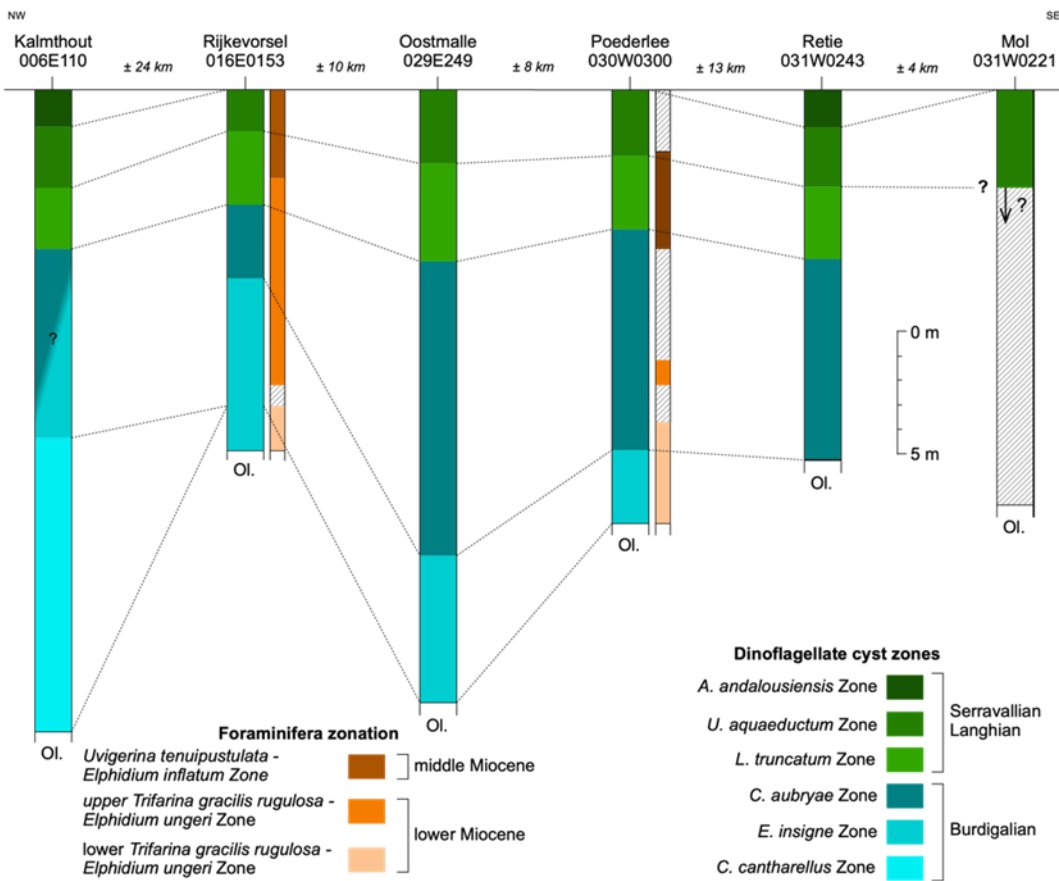 NW
SE
Kalmthout
006E110
± 24 km
Rijkevorsel
016E0153
± 10 km
Oostmalle
029E249
± 8 km
Poederlee
030W0300
± 13 km
Retie
031W0243
± 4 km
Mol
031W0221
?
?
?
0 m
5 m
Ol.
Ol.
Ol.
Ol.
Ol.
Ol.
Foraminifera zonation
Uvigerina tenuipustulata -
Elphidium inflatum Zone
middle Miocene
upper Trifarina gracilis rugulosa -
Elphidium ungeri Zone
lower Miocene
lower Trifarina gracilis rugulosa -
Elphidium ungeri Zone
Dinoflagellate cyst zones
A. andalousiensis Zone
U. aquaeductum Zone
Serravallian
Langhian
L. truncatum Zone
C. aubryae Zone
E. insigne Zone
Burdigalian
C. cantharellus Zone